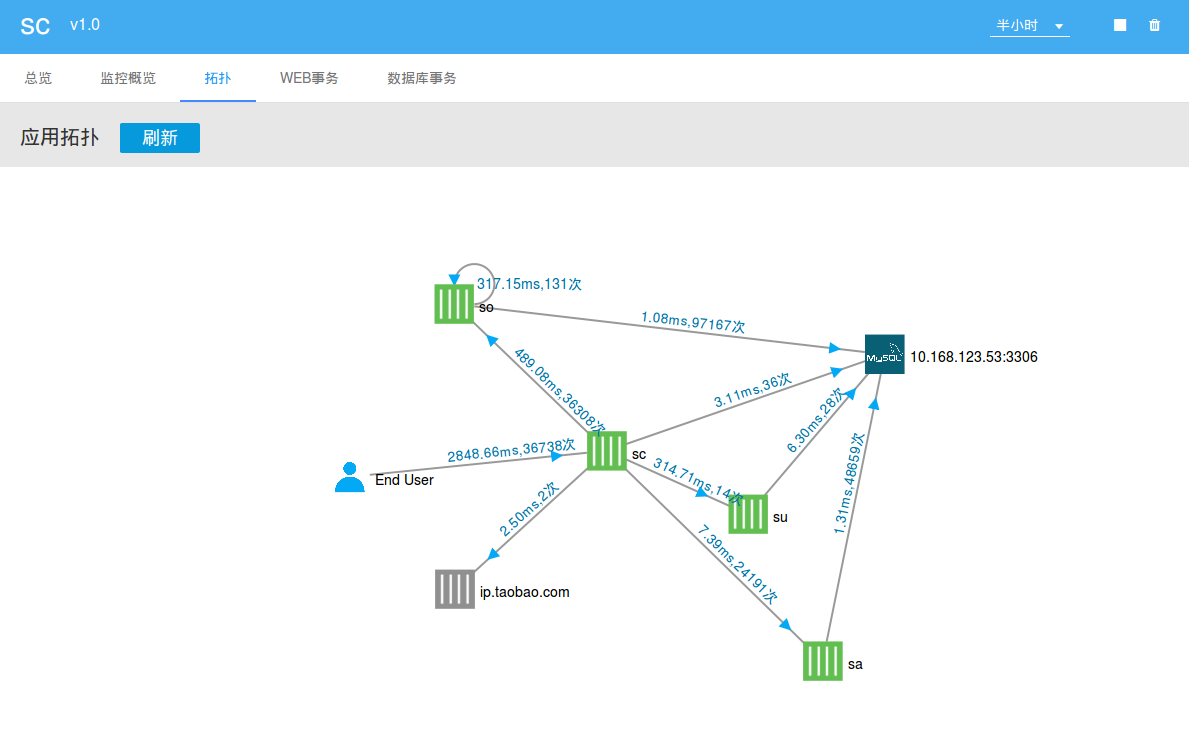 SC v1.0 半小时
总览 监控概览 拓扑 WEB事务 数据库事务
应用拓扑 刷新
317.15ms,131次
so
1.08ms,97167次
MySQL
10.168.123.53:3306
489.08ms,36308次
3.11ms,36次
6.30ms,28次
2848.66ms,36738次
sc
End User
314.71ms,14次
1.31ms,48659次
2.50ms,2次
su
7.39ms,24191次
ip.taobao.com
sa